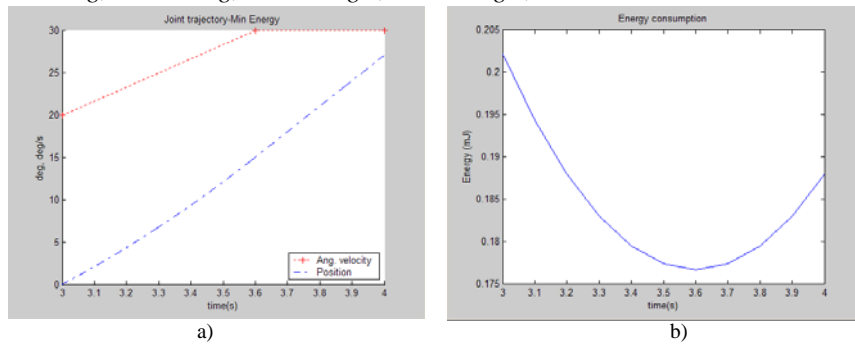 Joint trajectory-Min Energy
30
25
20
15
10
5
0
deg, deg/s
3 3.1 3.2 3.3 3.4 3.5 3.6 3.7 3.8 3.9 4
time(s)
Ang. velocity
Position
a)
Energy consumption
0.205
0.2
0.195
0.19
0.185
0.18
0.175
Energy (mJ)
3 3.1 3.2 3.3 3.4 3.5 3.6 3.7 3.8 3.9 4
time(s)
b)